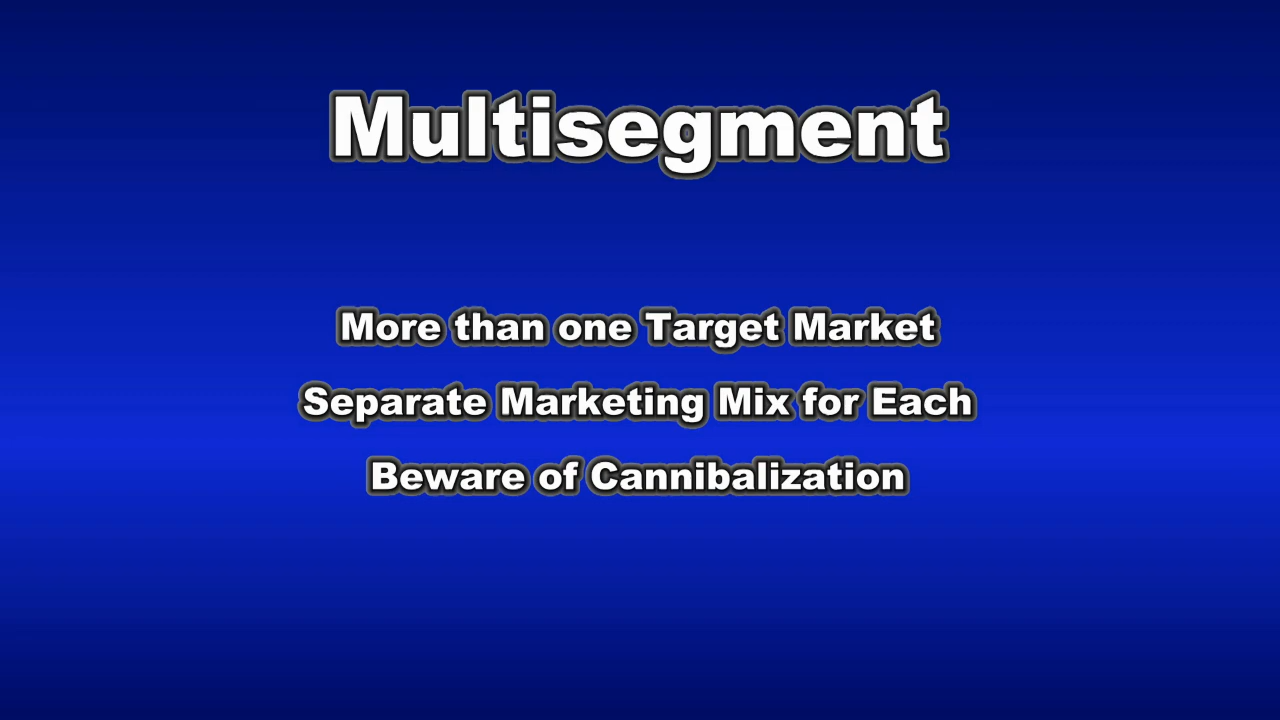 Multisegment
More than one Target Market
Separate Marketing Mix for Each
Beware of Cannibalization